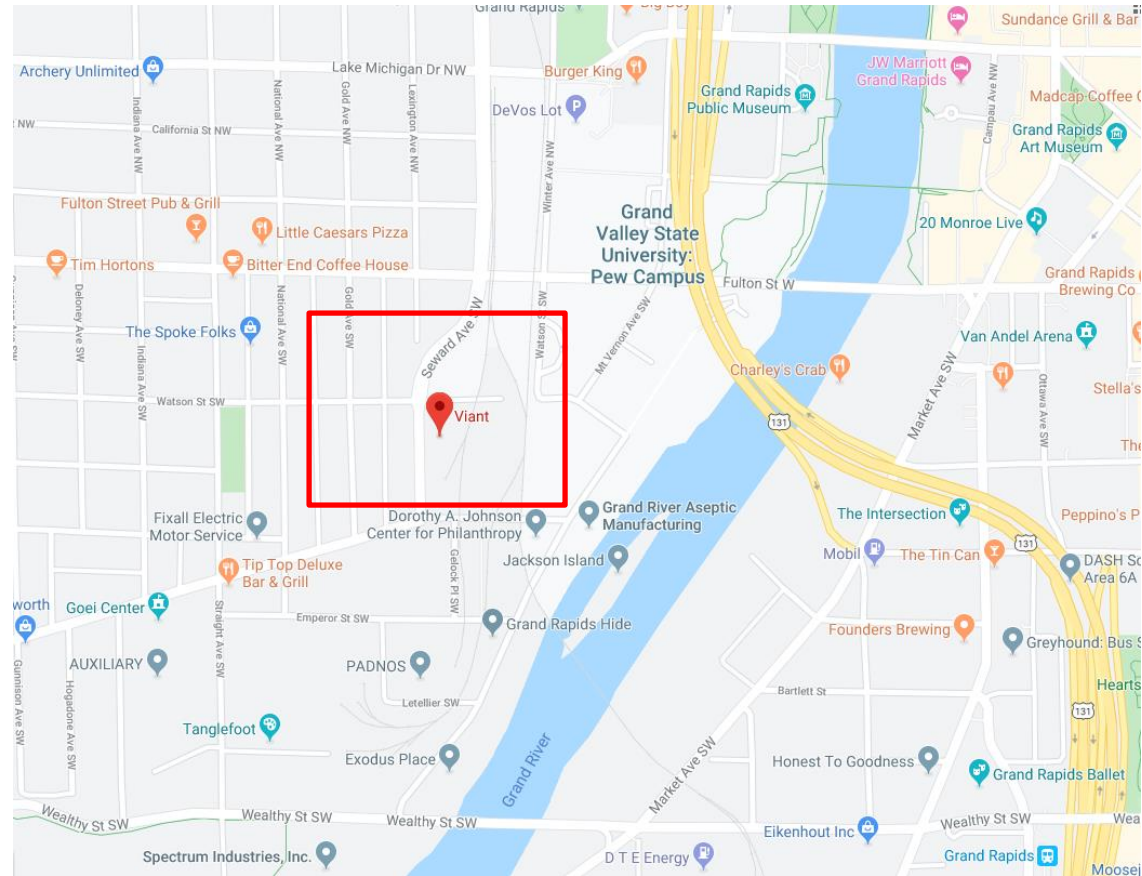 Grand Rapids
Big Boy
Sundance Grill & Bar
Archery Unlimited
Lake Michigan Dr NW
Burger King
JW Marriott
Grand Rapids
Grand Rapids
Public Museum
DeVos Lot
Madcap Coffee C
Indiana Ave NW
National Ave NW
Gold Ave NW
Lexington Ave NW
Winter Ave NW
Campau Ave NW
NW
California St NW
Grand Rapids
Art Museum
Fulton Street Pub & Grill
Little Caesars Pizza
Grand
Valley State
University:
Pew Campus
20 Monroe Live
Tim Hortons
Bitter End Coffee House
Fulton St W
Grand Rapids
Brewing Co
Deloney Ave SW
Indiana Ave SW
National Ave SW
Gold Ave SW
Seward Ave SW
Watson St SW
Mt Vernon Ave SW
The Spoke Folks
Van Andel Arena
Charley's Crab
Market Ave SW
Ottawa Ave SW
Stella's
Watson St SW
Viant
131
The
Fixall Electric
Motor Service
Dorothy A. Johnson
Center for Philanthropy
Grand River Aseptic
Manufacturing
The Intersection
Peppino's P
131
Jackson Island
Mobil
The Tin Can
DASH Sc
Area 6A
Tip Top Deluxe
Bar & Grill
Gelock Pl SW
worth
Goei Center
Straight Ave SW
Emperor St SW
Grand Rapids Hide
Founders Brewing
Greyhound: Bus S
AUXILIARY
PADNOS
Gunnison Ave SW
Hogadone Ave SW
Letellier SW
Bartlett St
Hearts
131
Tanglefoot
Exodus Place
Grand River
Market Ave SW
Honest To Goodness
Grand Rapids Ballet
Wealthy St SW
Wealthy St SW
Wealthy St SW
Eikenhout Inc
Wealthy St SW
Wea
Spectrum Industries, Inc.
D T E Energy
Grand Rapids
Moosej